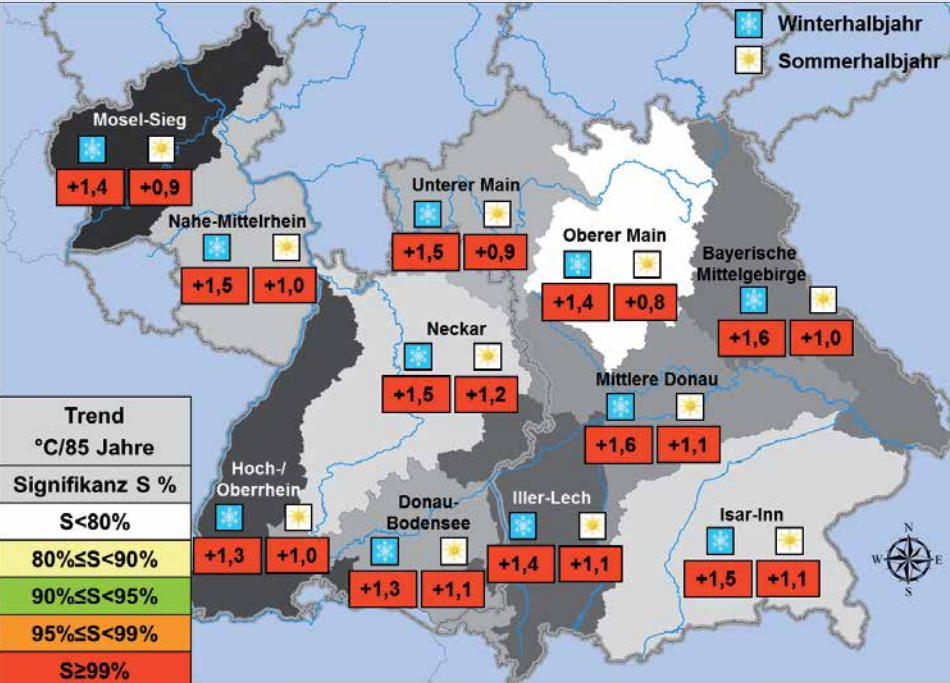 Winterhalbjahr
Sommerhalbjahr
Mosel-Sieg
+1,4 +0,9
Nahe-Mittelrhein
+1,5 +1,0
Unterer Main
+1,5 +0,9
Oberer Main
+1,4 +0,8
Bayerische
Mittelgebirge
+1,6 +1,0
Neckar
+1,5 +1,2
Mittlere Donau
+1,6 +1,1
Hoch-/
Oberrhein
+1,3 +1,0
Donau-
Bodensee
+1,3 +1,1
Iller-Lech
+1,4 +1,1
Isar-Inn
+1,5 +1,1
Trend
°C/85 Jahre
Signifikanz S %
S<80%
80%≤S<90%
90%≤S<95%
95%≤S<99%
S≥99%
N
W E
S